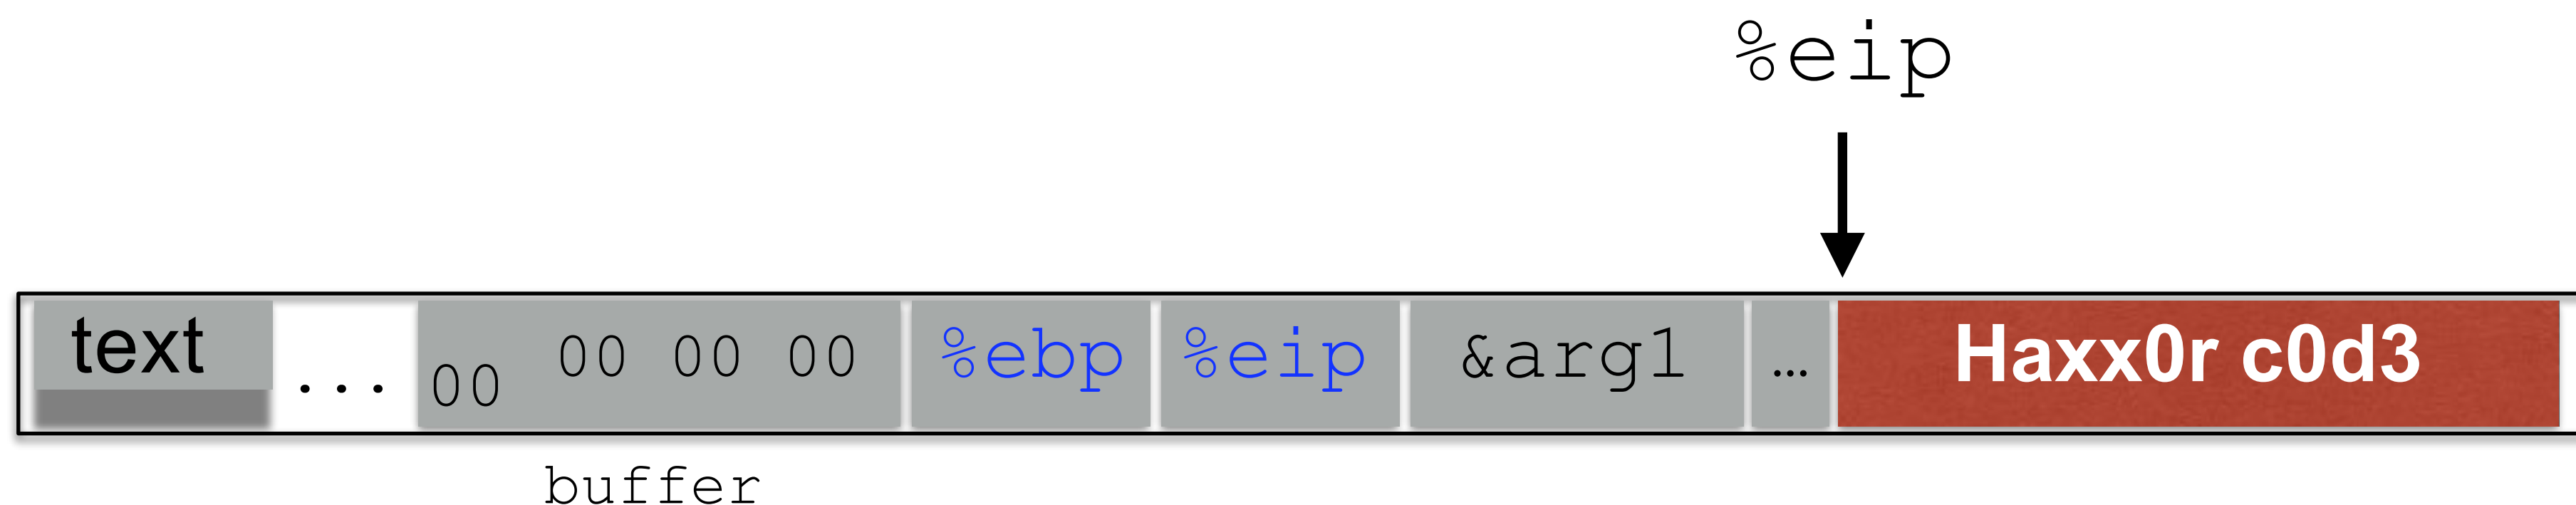 %eip
text ... 00 00 00 00 %ebp %eip &arg1 … Haxx0r c0d3
buffer